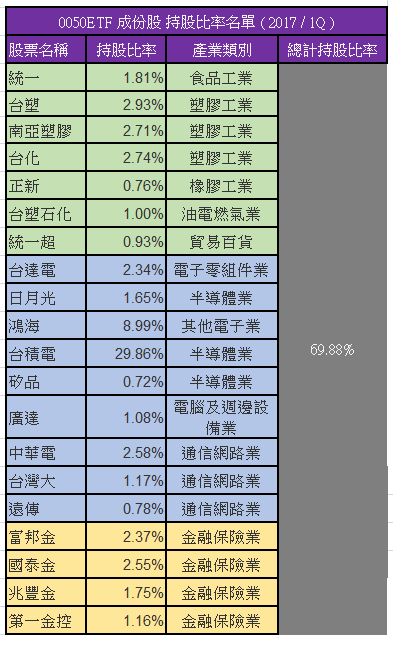 0050ETF 成份股 持股比率名單 ( 2017 / 1Q )
股票名稱 持股比率 產業類別 總計持股比率
統一 1.81% 食品工業
台塑 2.93% 塑膠工業
南亞塑膠 2.71% 塑膠工業
台化 2.74% 塑膠工業
正新 0.76% 橡膠工業
台塑石化 1.00% 油電燃氣業
統一超 0.93% 貿易百貨
台達電 2.34% 電子零組件業
日月光 1.65% 半導體業
鴻海 8.99% 其他電子業
台積電 29.86% 半導體業 69.88%
矽品 0.72% 半導體業
廣達 1.08% 電腦及週邊設
備業
中華電 2.58% 通信網路業
台灣大 1.17% 通信網路業
遠傳 0.78% 通信網路業
富邦金 2.37% 金融保險業
國泰金 2.55% 金融保險業
兆豐金 1.75% 金融保險業
第一金控 1.16% 金融保險業